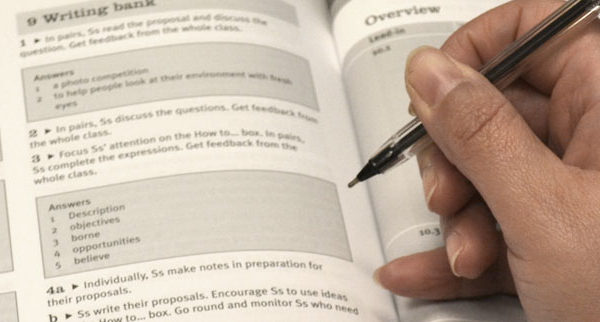 9 Writing bank
1 ▸ In pairs, Ss read the proposal and discuss the
question. Get feedback from the whole class.
Answers
1 a photo competition
2 to help people look at their environment with fresh
eyes
2 ▸ In pairs, Ss discuss the questions. Get feedback from
the whole class.
3 ▸ Focus Ss' attention on the How to... box. In pairs,
Ss complete the expressions. Get feedback from the
whole class.
Answers
1 Description
2 objectives
3 borne
4 opportunities
5 believe
4a ▸ Individually, Ss make notes in preparation for
their proposals.
b ▸ Ss write their proposals. Encourage Ss to use ideas
How to... box. Go round and monitor Ss who need
Overview
Lead-in
10.1
10.3